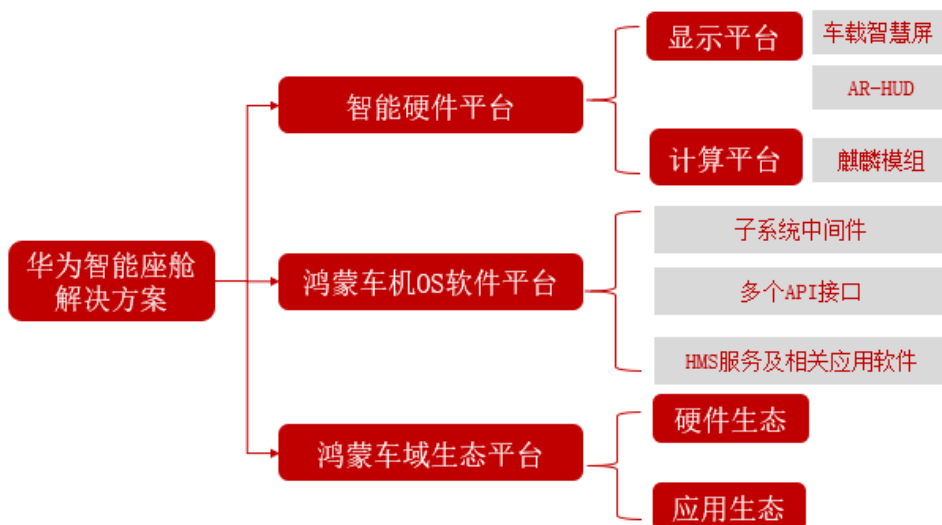 显示平台
车载智慧屏
AR-HUD
智能硬件平台
计算平台
麒麟模组
华为智能座舱
解决方案
鸿蒙车机OS软件平台
子系统中间件
多个API接口
HMS服务及相关应用软件
鸿蒙车域生态平台
硬件生态
应用生态